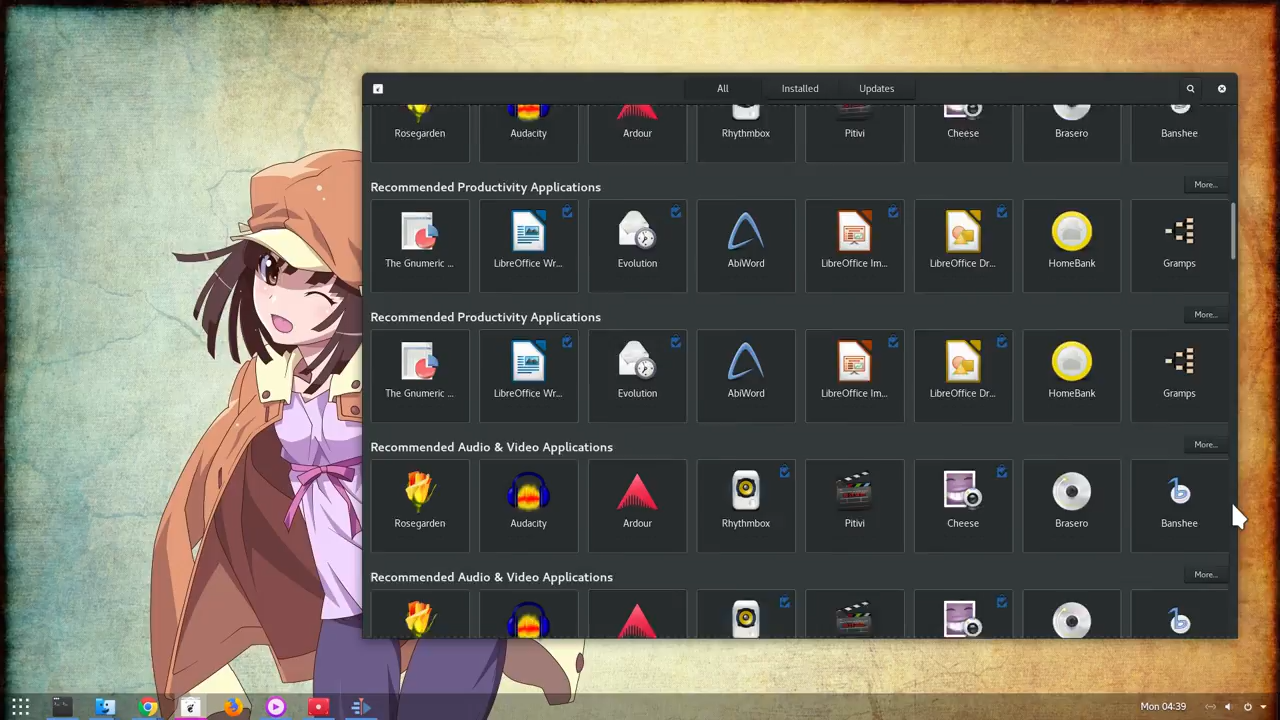 All Installed Updates
Rosegarden Audacity Ardour Rhythmbox Pitivi Cheese Brasero Banshee
Recommended Productivity Applications More...
The Gnumeric ... LibreOffice Wr... Evolution AbiWord LibreOffice Im... LibreOffice Dr... HomeBank Gramps
Recommended Productivity Applications More...
The Gnumeric ... LibreOffice Wr... Evolution AbiWord LibreOffice Im... LibreOffice Dr... HomeBank Gramps
Recommended Audio & Video Applications More...
Rosegarden Audacity Ardour Rhythmbox Pitivi Cheese Brasero Banshee
Recommended Audio & Video Applications More...
Mon 04:39